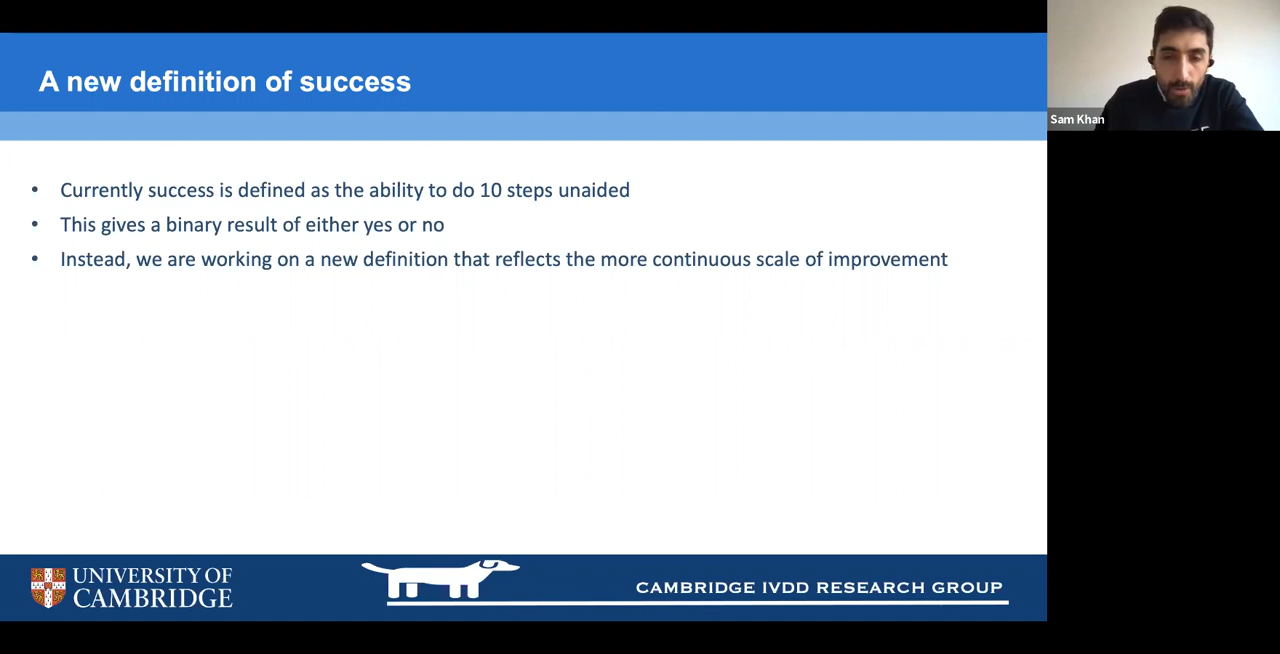 A new definition of success
Sam Khan
• Currently success is defined as the ability to do 10 steps unaided
• This gives a binary result of either yes or no
• Instead, we are working on a new definition that reflects the more continuous scale of improvement
UNIVERSITY OF
CAMBRIDGE
CAMBRIDGE IVDD RESEARCH GROUP